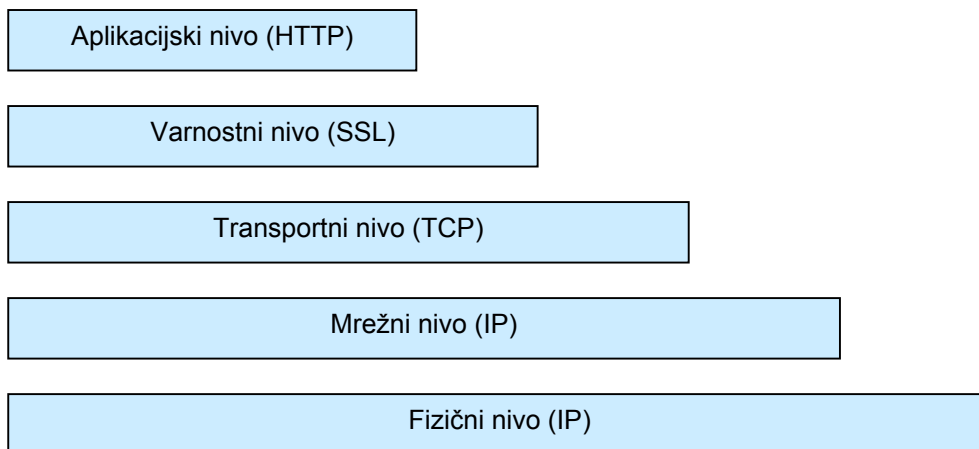 Aplikacijski nivo (HTTP)
Varnostni nivo (SSL)
Transportni nivo (TCP)
Mrežni nivo (IP)
Fizični nivo (IP)